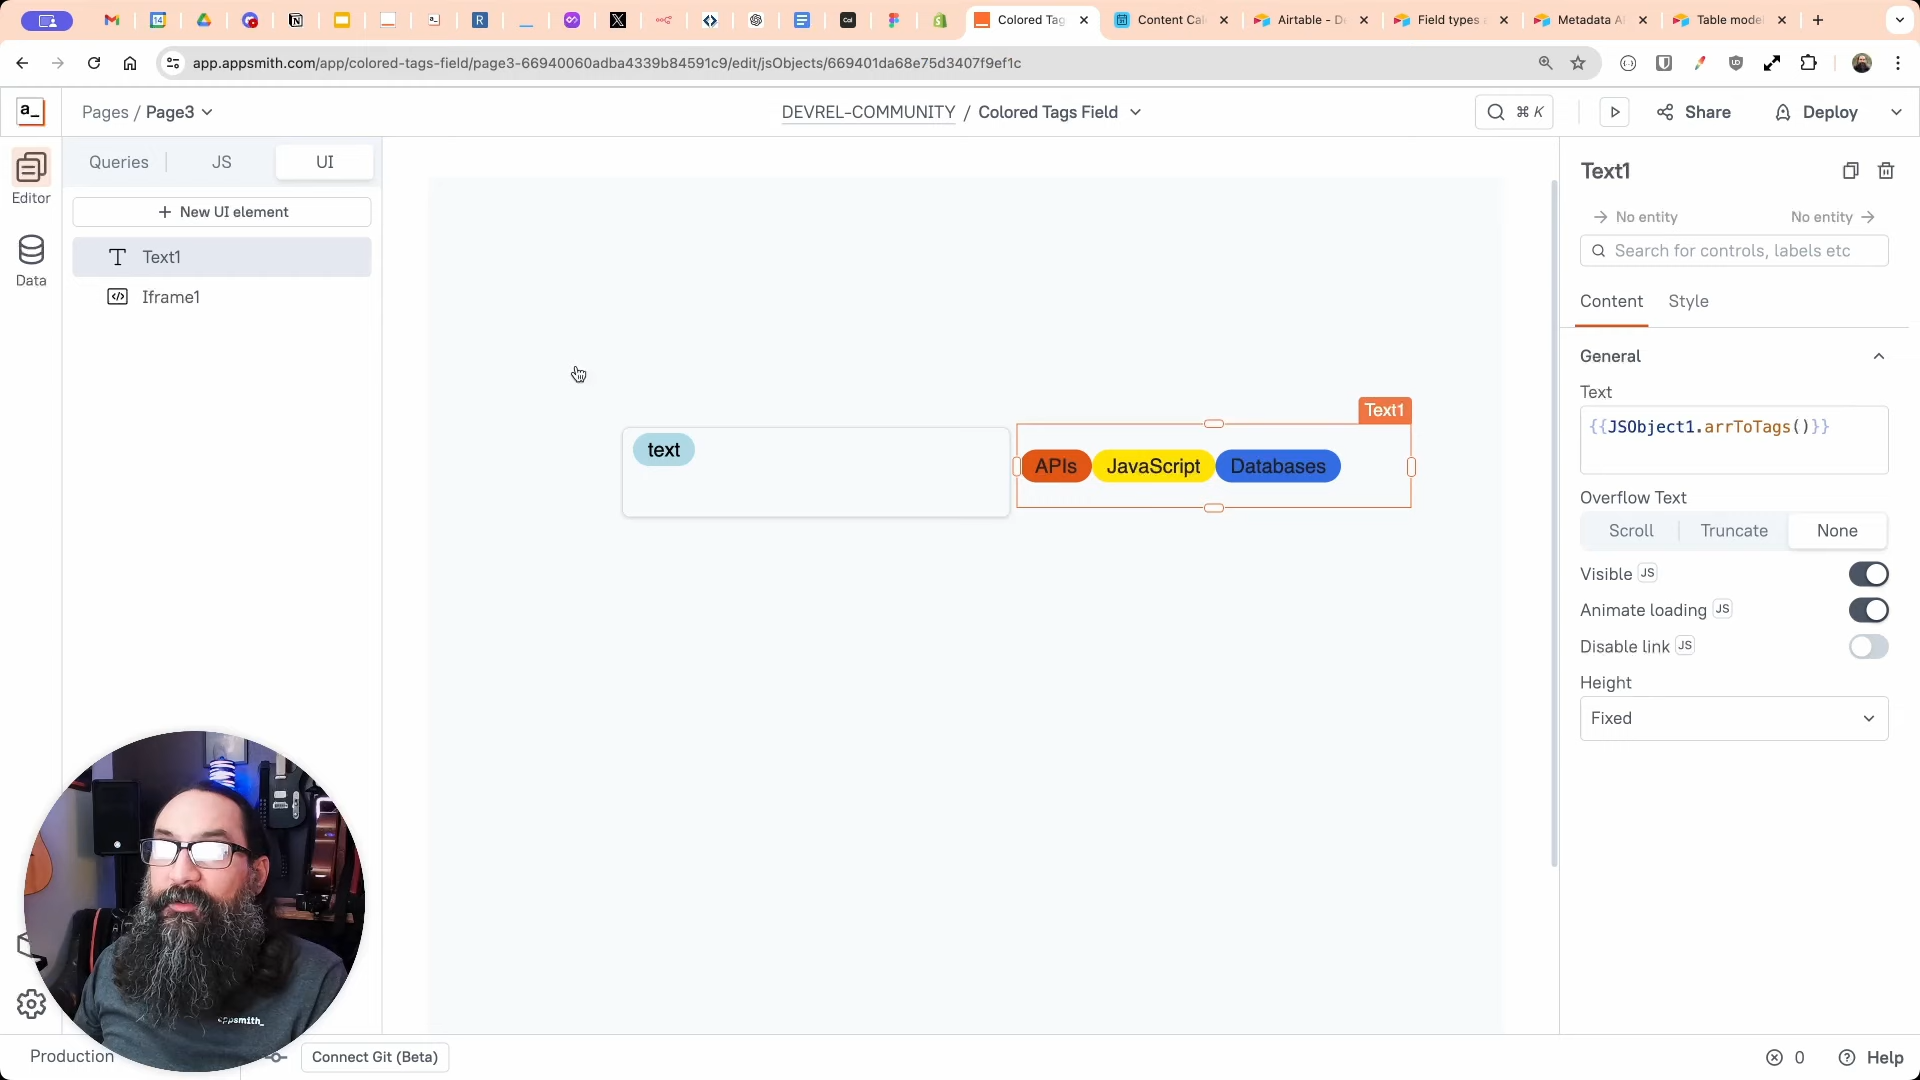 Colored Tag
Content Cal
Airtable - D
Field types
Metadata A
Table mode
app.appsmith.com/app/colored-tags-field/page3-66940060adba4339b84591c9/edit/jsObjects/669401da68e75d3407f9ef1c
a_
Pages / Page3
DEVREL-COMMUNITY / Colored Tags Field
⌘ K
Share
Deploy
Editor
Data
Queries
JS
UI
+ New UI element
Text1
Iframe1
text
Text1
APIs
JavaScript
Databases
Text1
No entity
No entity
Search for controls, labels etc
Content
Style
General
Text
{{JSObject1.arrToTags()}}
Overflow Text
Scroll
Truncate
None
Visible JS
Animate loading JS
Disable link JS
Height
Fixed
appsmith_
Production
Connect Git (Beta)
0
Help